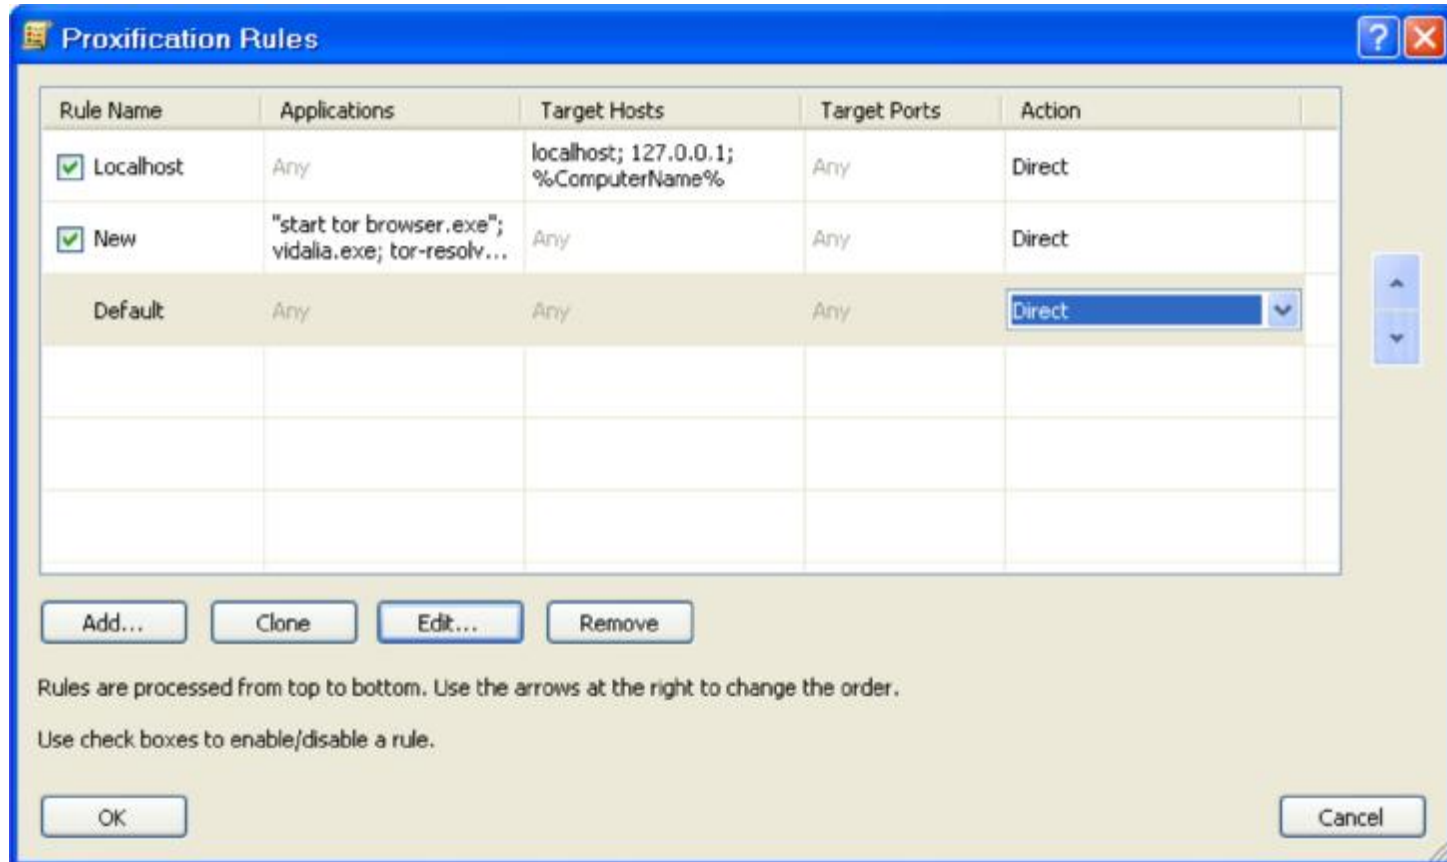 Proxification Rules
Rule Name Applications Target Hosts Target Ports Action
Localhost Any localhost; 127.0.0.1; %ComputerName% Any Direct
New "start tor browser.exe"; vidalia.exe; tor-resolv... Any Any Direct
Default Any Any Any Direct
Add... Clone Edit... Remove
Rules are processed from top to bottom. Use the arrows at the right to change the order.
Use check boxes to enable/disable a rule.
OK Cancel